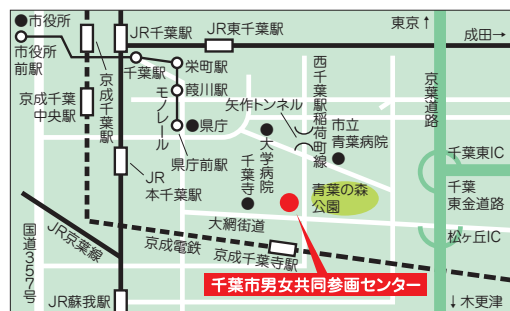 市役所
JR千葉駅
JR東千葉駅
東京↑
成田→
市役所
前駅
京成千葉駅
千葉駅
栄町駅
西千葉駅稲荷町線
京葉道路
京成千葉
中央駅
モノレール
葭川駅
矢作トンネル
県庁
市立
青葉病院
大学病院
県庁前駅
千葉東IC
千葉寺
JR
本千葉駅
青葉の森
公園
千葉
東金道路
大網街道
松ヶ丘IC
国道357号
JR京葉線
京成電鉄
京成千葉寺駅
千葉市男女共同参画センター
JR蘇我駅
↓木更津